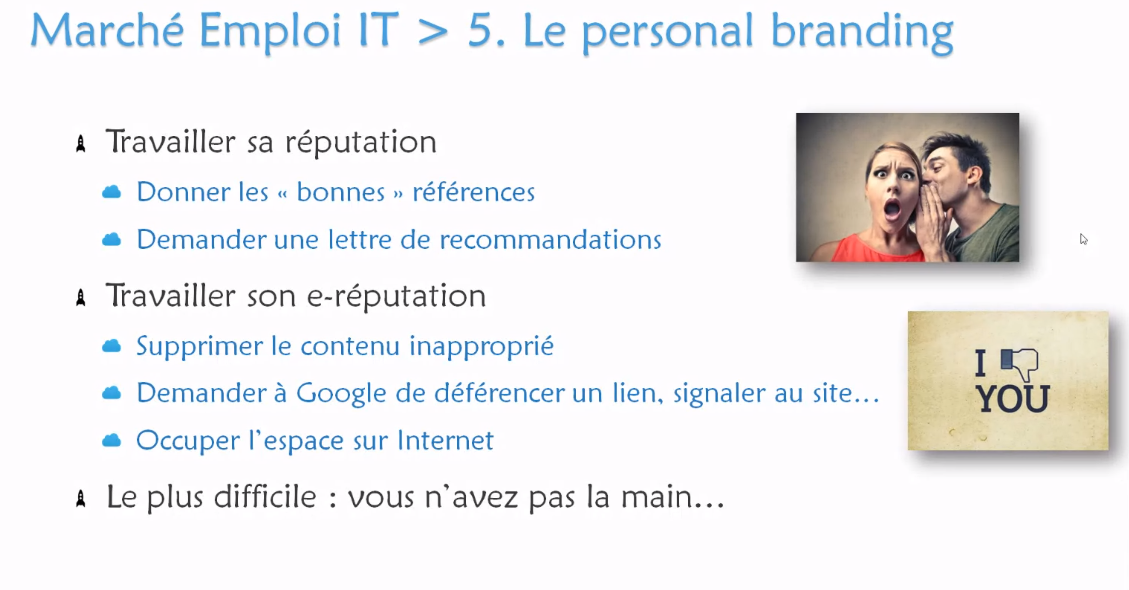 Marché Emploi IT > 5. Le personal branding
Travailler sa réputation
Donner les « bonnes » références
Demander une lettre de recommandations
Travailler son e-réputation
Supprimer le contenu inapproprié
Demander à Google de déférencer un lien, signaler au site...
Occuper l'espace sur Internet
Le plus difficile : vous n'avez pas la main...
I
YOU